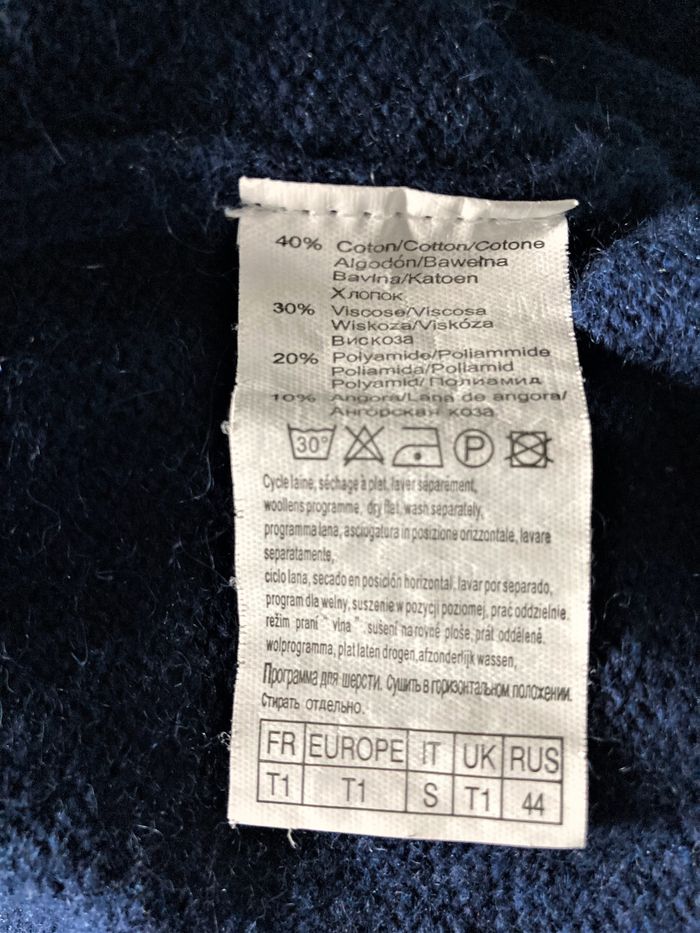 40% Coton/Cotton/Cotone
Algodón/Bawełna
Bavlna/Katoen
Хлопок
30% Viscose/Viscosa
Wiskoza/Viskóza
Вискоза
20% Polyamide/Poliammide
Poliamida/Poliamid
Polyamid/ Полиамид
10% Angora/Lana de angora/
Ангорская коза
30° P
Cycle laine, séchage à plat, laver séparément,
woollens programme, dry flat, wash separately,
programma lana, asciugatura in posizione orizzontale, lavare
separatamente,
ciclo lana, secado en posición horizontal, lavar por separado,
program dla wełny, suszenie w pozycji poziomej, prac oddzielnie.
režim praní " vlna " . sušení na rovné ploše, prát odděleně.
wolprogramma, plat laten drogen, afzonderlijk wassen,
Программа для шерсти. Сушить в горизонтальном положении.
Стирать отдельно.
FR EUROPE IT UK RUS
T1 T1 S T1 44